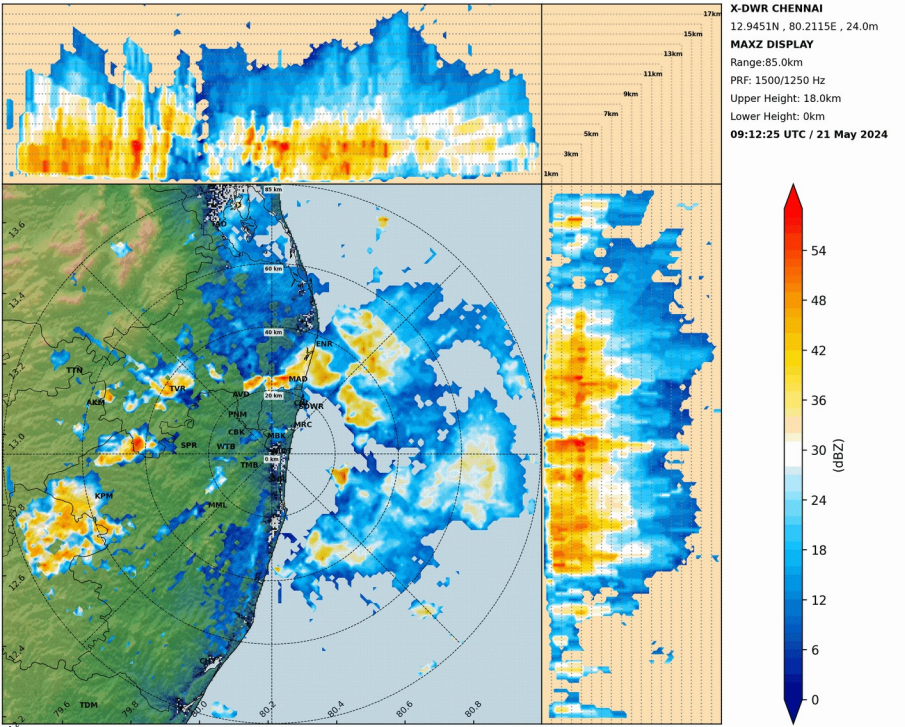 X-DWR CHENNAI
12.9451N , 80.2115E , 24.0m
MAXZ DISPLAY
Range:85.0km
PRF: 1500/1250 Hz
Upper Height: 18.0km
Lower Height: 0km
09:12:25 UTC / 21 May 2024
17km
15km
13km
11km
9km
7km
5km
3km
1km
85 km
60 km
40 km
20 km
0 km
13.6
13.4
13.2
13.0
12.8
12.6
12.4
12.2
79.6
79.8
80.0
80.2
80.4
80.6
80.8
ENR
TTN
MAD
TVR
AVD
AKM
PNM
MRC
CBK
MBK
SPR
WTB
TMB
KPM
MML
TDM
54
48
42
36
30
24
18
12
6
0
(dBZ)